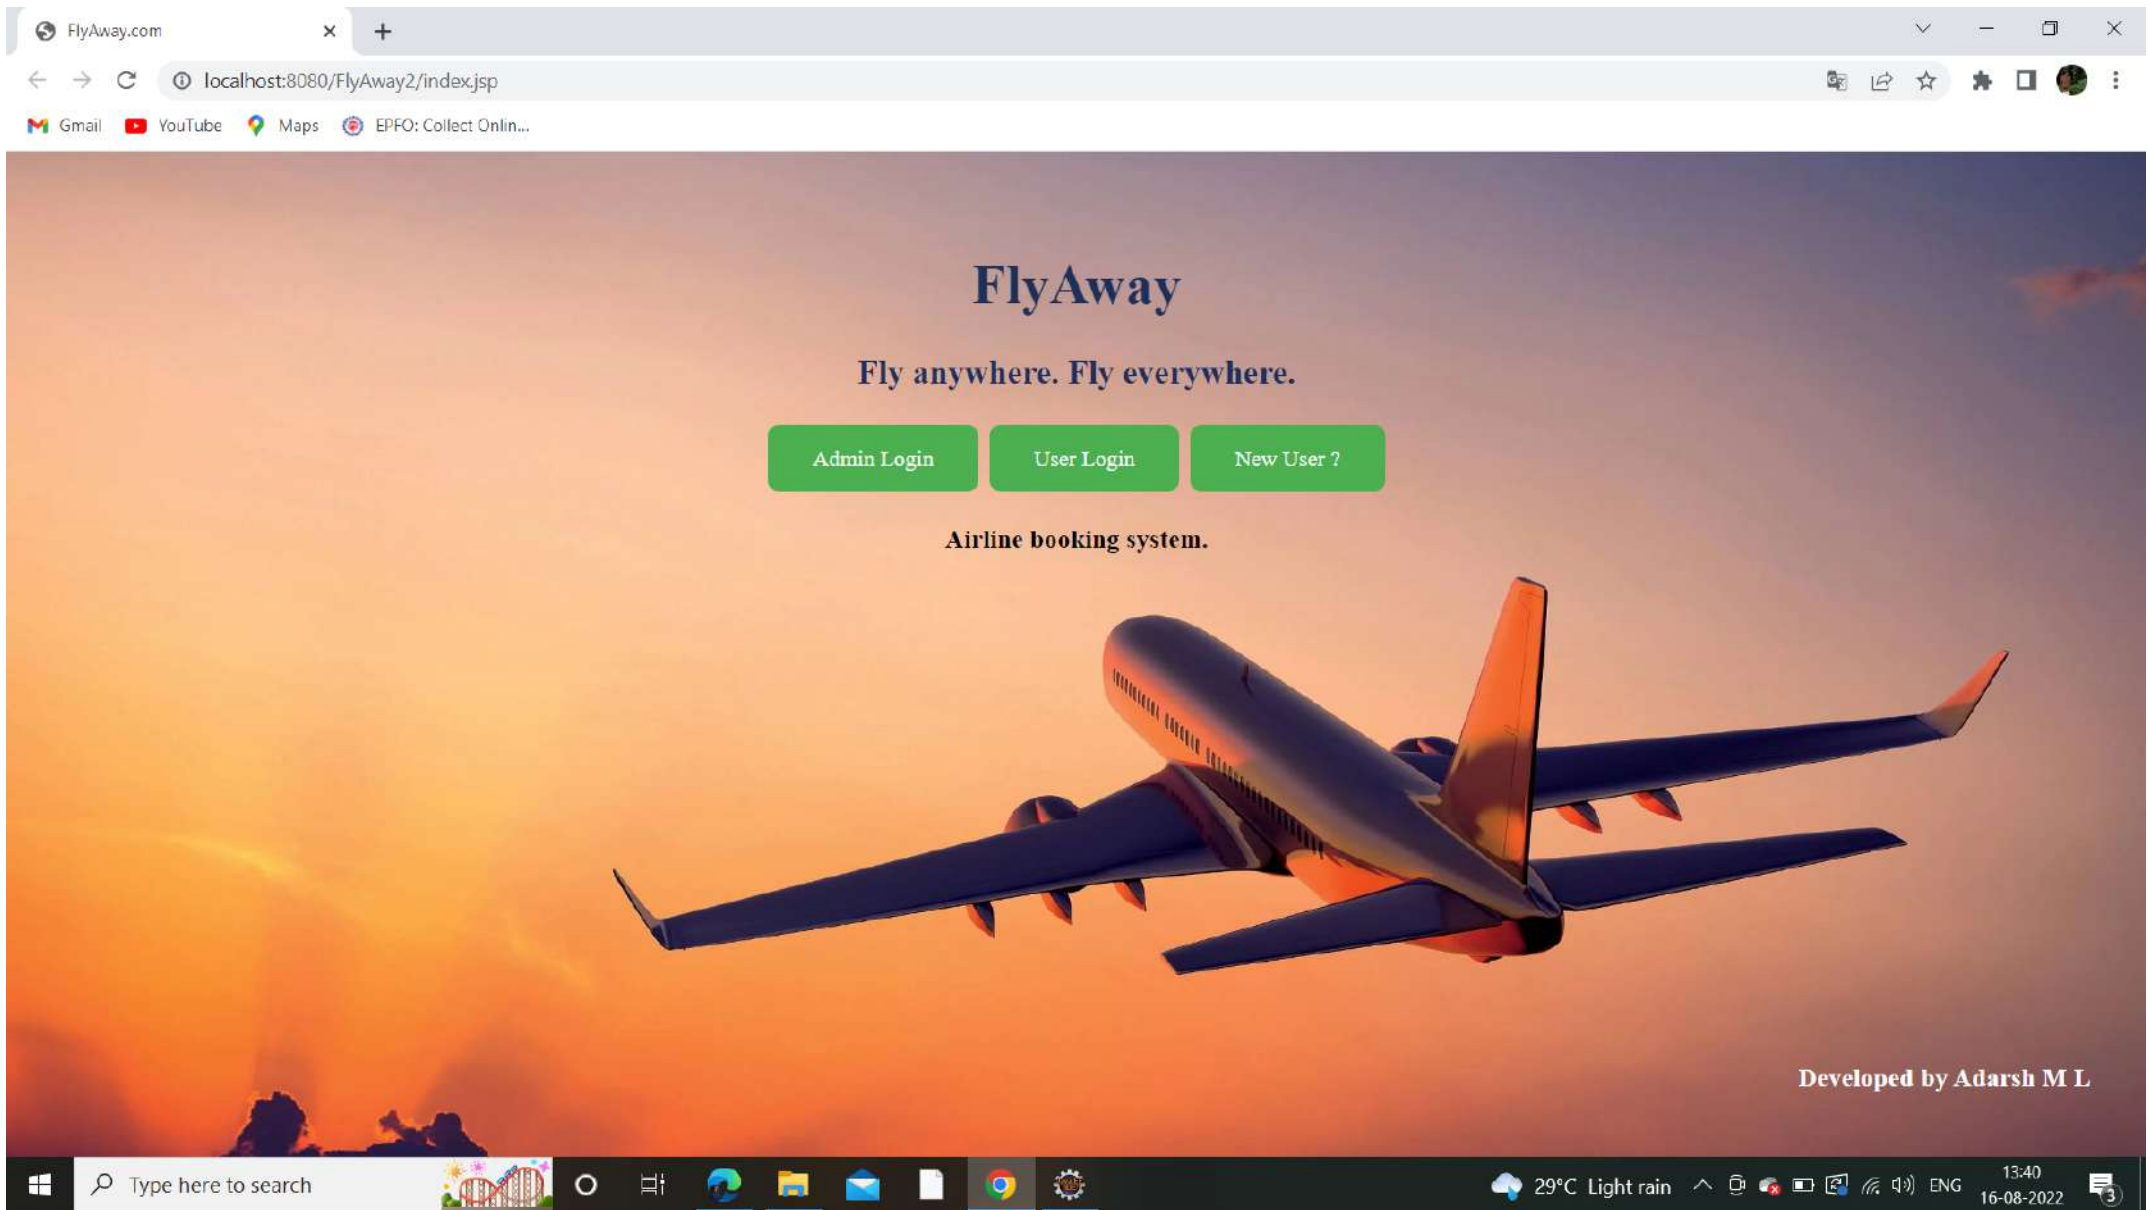 FlyAway.com
localhost:8080/FlyAway2/index.jsp
Gmail YouTube Maps EPFO: Collect Onlin...
FlyAway
Fly anywhere. Fly everywhere.
Admin Login User Login New User ?
Airline booking system.
Developed by Adarsh M L
Type here to search 29°C Light rain ENG 13:40
16-08-2022 3